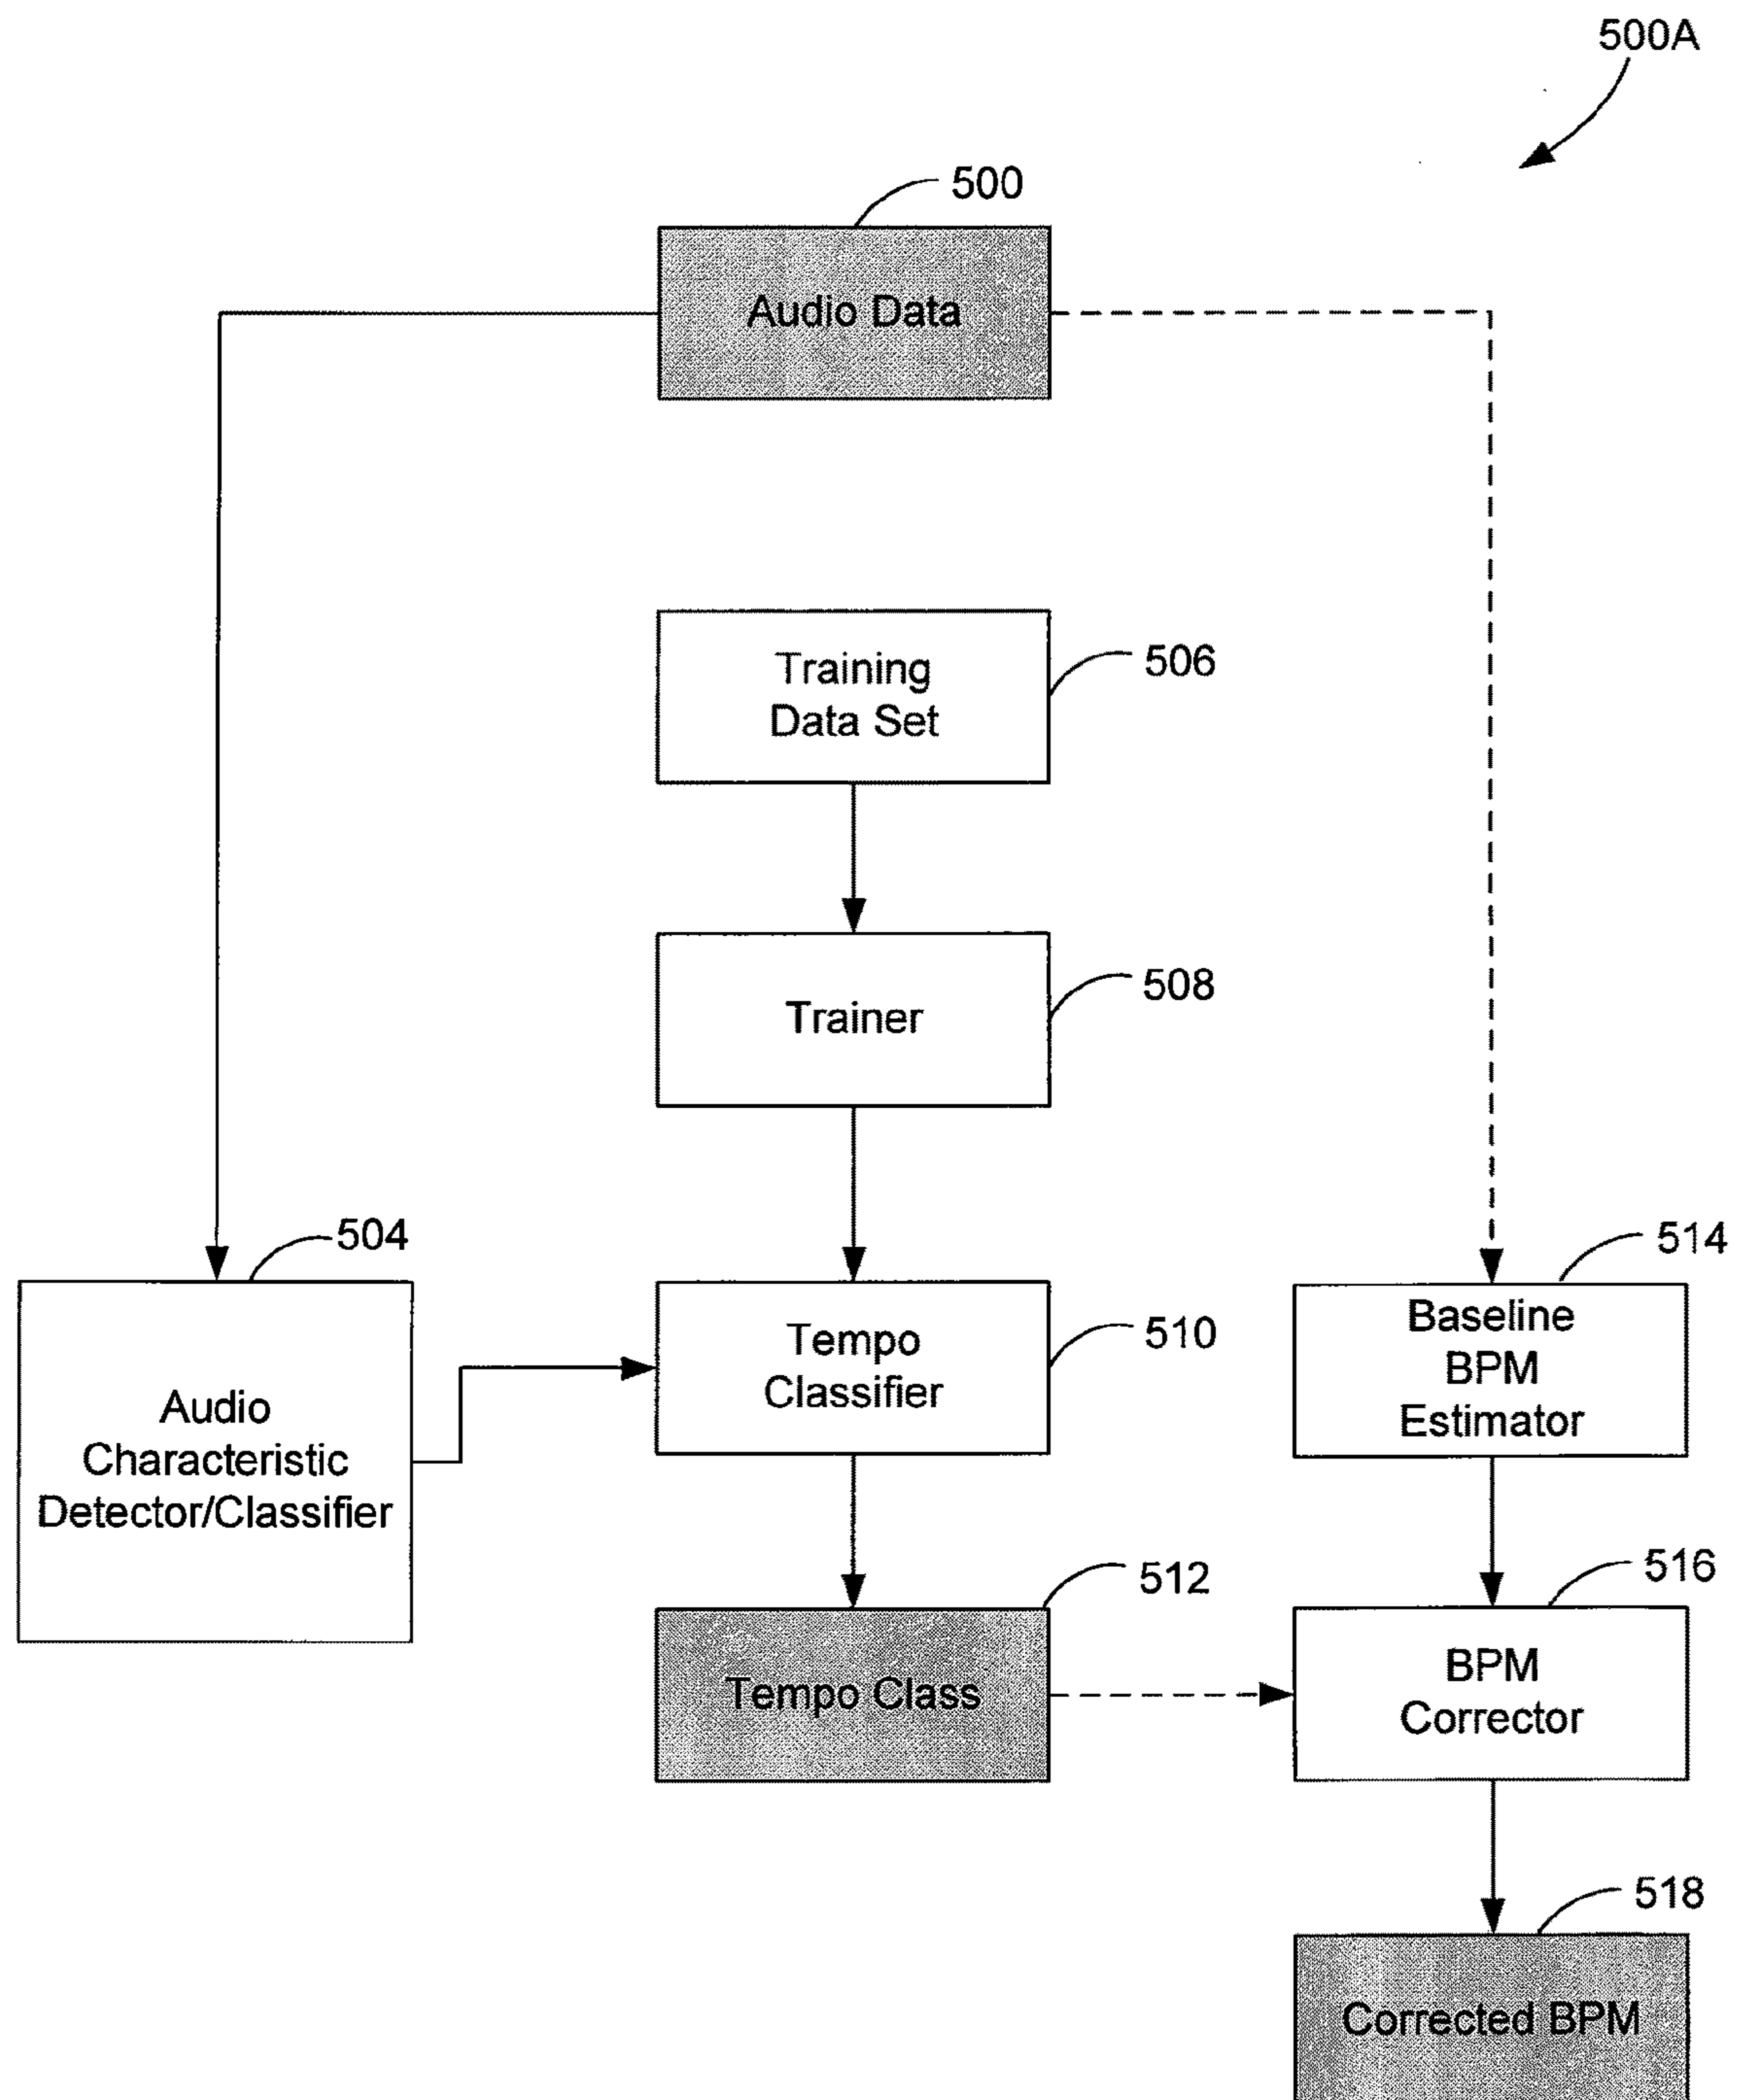 500A
500
Audio Data
Training
Data Set
506
Trainer
508
504
Audio
Characteristic
Detector/Classifier
Tempo
Classifier
510
514
Baseline
BPM
Estimator
512
Tempo Class
516
BPM
Corrector
518
Corrected BPM